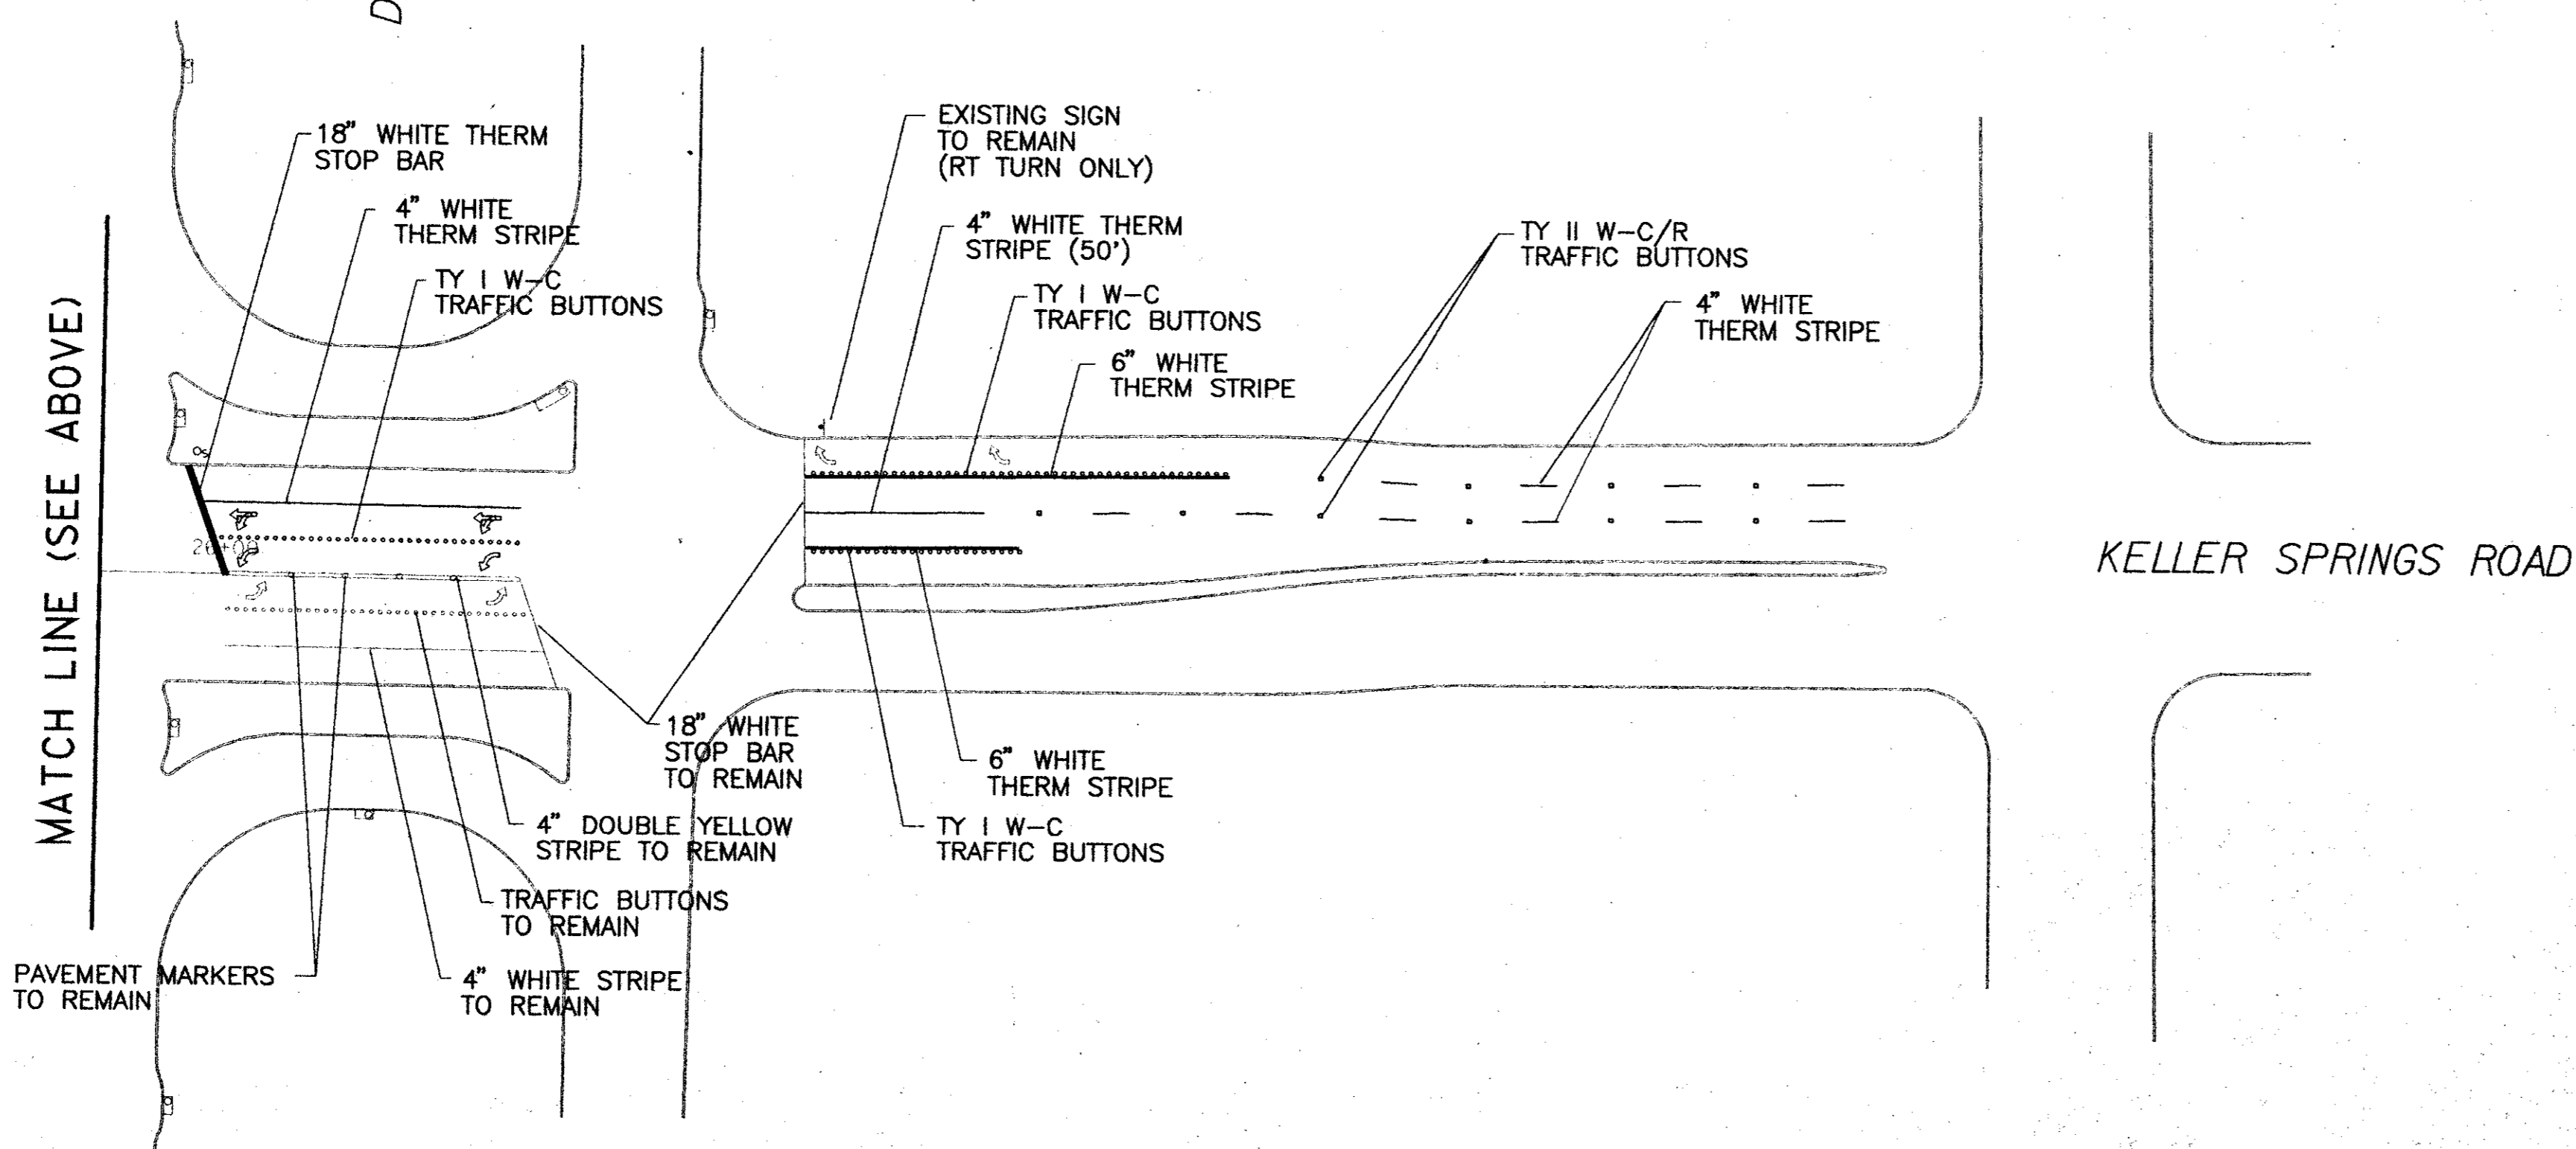 D
18" WHITE THERM
STOP BAR
4" WHITE
THERM STRIPE
TY I W-C
TRAFFIC BUTTONS
EXISTING SIGN
TO REMAIN
(RT TURN ONLY)
4" WHITE THERM
STRIPE (50')
TY I W-C
TRAFFIC BUTTONS
6" WHITE
THERM STRIPE
TY II W-C/R
TRAFFIC BUTTONS
4" WHITE
THERM STRIPE
MATCH LINE (SEE ABOVE)
KELLER SPRINGS ROAD
18" WHITE
STOP BAR
TO REMAIN
6" WHITE
THERM STRIPE
4" DOUBLE YELLOW
STRIPE TO REMAIN
TY I W-C
TRAFFIC BUTTONS
TRAFFIC BUTTONS
TO REMAIN
PAVEMENT MARKERS
TO REMAIN
4" WHITE STRIPE
TO REMAIN